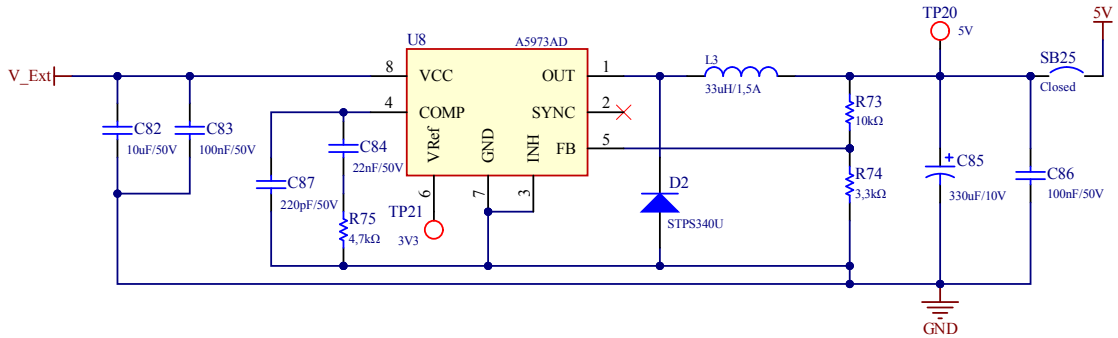 TP20
5V
5V
U8
A5973AD
V_Ext
8
VCC
OUT
1
L3
33uH/1,5A
SB25
Closed
4
COMP
SYNC
2
R73
10kΩ
C82
10uF/50V
C83
100nF/50V
C84
22nF/50V
VRef
GND
INH
FB
5
C87
220pF/50V
6
7
3
D2
STPS340U
R74
3,3kΩ
C85
330uF/10V
C86
100nF/50V
R75
4,7kΩ
TP21
3V3
+
GND